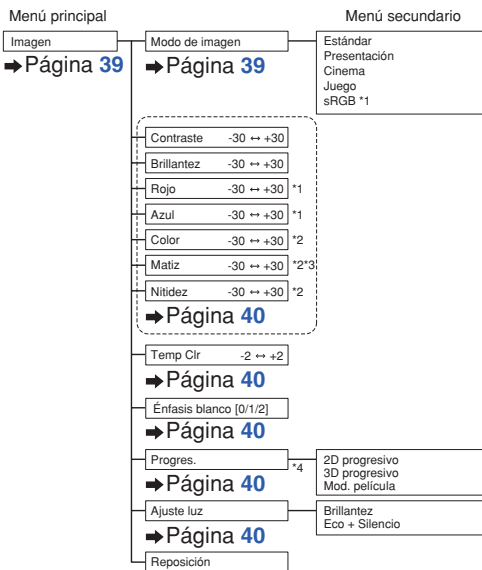 Menú principal
Menú secundario
Imagen
➡Página 39
Modo de imagen
➡Página 39
Estándar
Presentación
Cinema
Juego
sRGB *1
Contraste -30 ↔ +30
Brillantez -30 ↔ +30
Rojo -30 ↔ +30 *1
Azul -30 ↔ +30 *1
Color -30 ↔ +30 *2
Matiz -30 ↔ +30 *2*3
Nitidez -30 ↔ +30 *2
➡Página 40
Temp Clr -2 ↔ +2
➡Página 40
Énfasis blanco [0/1/2]
➡Página 40
Progres. *4
➡Página 40
2D progresivo
3D progresivo
Mod. película
Ajuste luz
➡Página 40
Brillantez
Eco + Silencio
Reposición